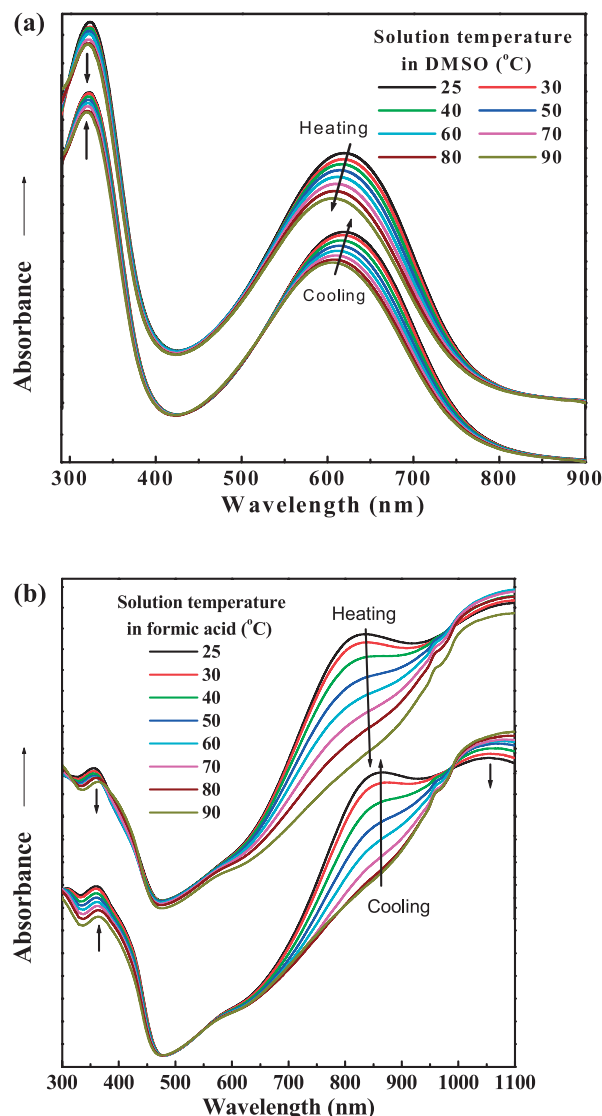 (a)
Solution temperature
in DMSO (°C)
25 30
40 50
60 70
80 90
Heating
Cooling
Absorbance
300 400 500 600 700 800 900
Wavelength (nm)
(b)
Solution temperature
in formic acid (°C)
25
30
40
50
60
70
80
90
Heating
Cooling
Absorbance
300 400 500 600 700 800 900 1000 1100
Wavelength (nm)